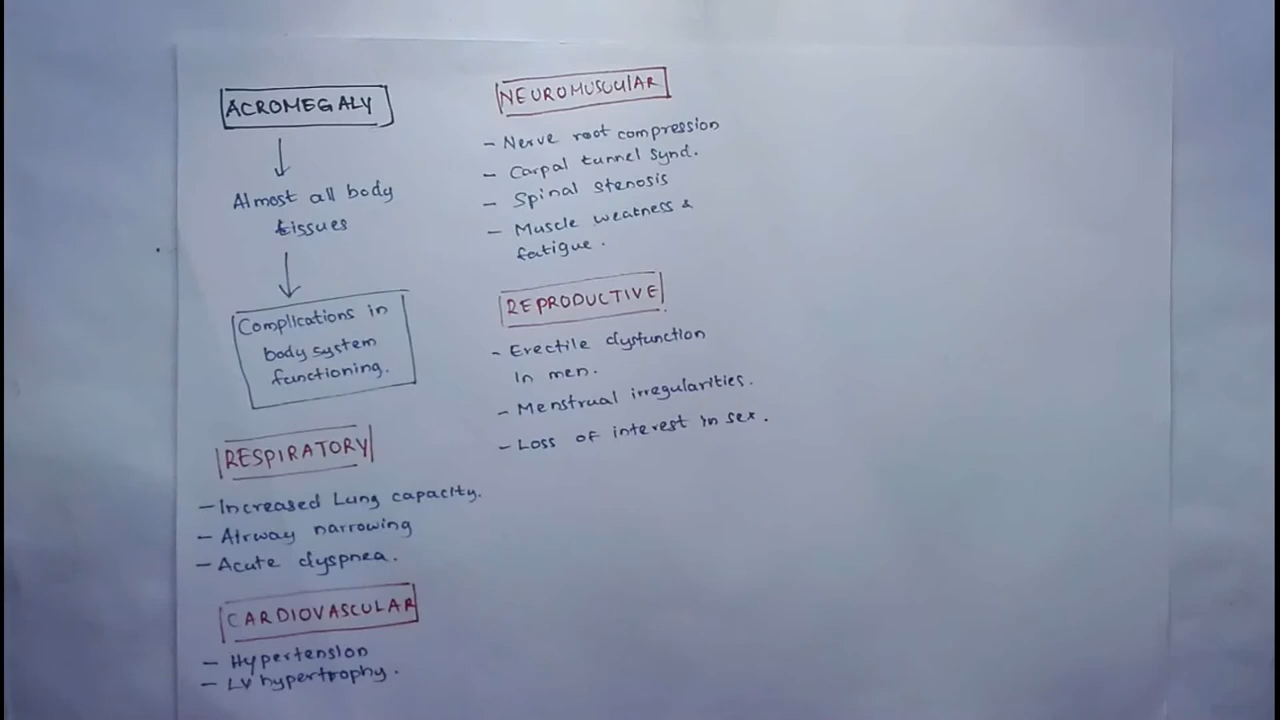 ACROMEGALY
Almost all body
tissues
Complications in
body system
functioning.
RESPIRATORY
- Increased Lung capacity.
- Airway narrowing
- Acute dyspnea.
CARDIOVASCULAR
- Hypertension
- LV hypertrophy.
NEUROMUSCULAR
- Nerve root compression
- Carpal tunnel synd.
- Spinal stenosis
- Muscle weatness &
fatigue.
REPRODUCTIVE
- Erectile dysfunction
In men.
- Menstrual irregularities.
- Loss of interest in sex.